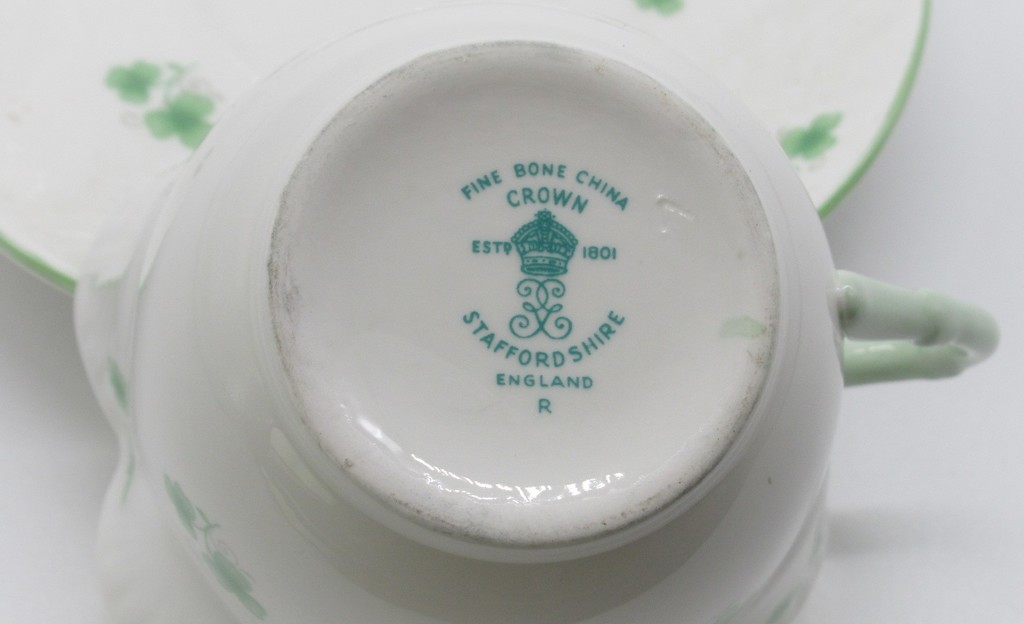 FINE BONE CHINA
CROWN
ESTD 1801
STAFFORDSHIRE
ENGLAND
R